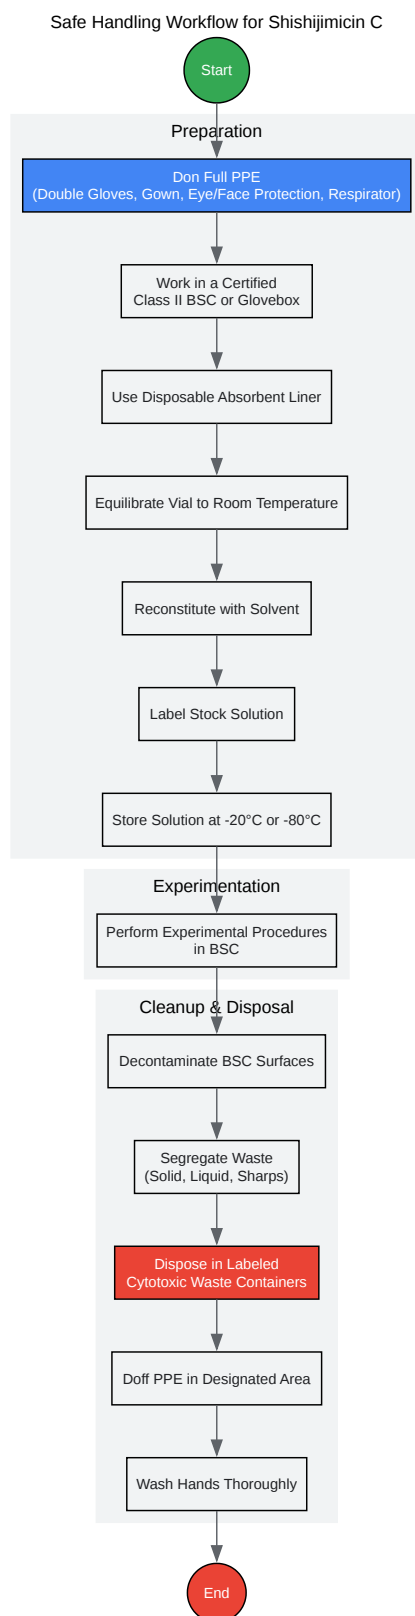 Safe Handling Workflow for Shishijimicin C
Start
Preparation
Don Full PPE
(Double Gloves, Gown, Eye/Face Protection, Respirator)
Work in a Certified
Class II BSC or Glovebox
Use Disposable Absorbent Liner
Equilibrate Vial to Room Temperature
Reconstitute with Solvent
Label Stock Solution
Store Solution at -20°C or -80°C
Experimentation
Perform Experimental Procedures
in BSC
Cleanup & Disposal
Decontaminate BSC Surfaces
Segregate Waste
(Solid, Liquid, Sharps)
Dispose in Labeled
Cytotoxic Waste Containers
Doff PPE in Designated Area
Wash Hands Thoroughly
End